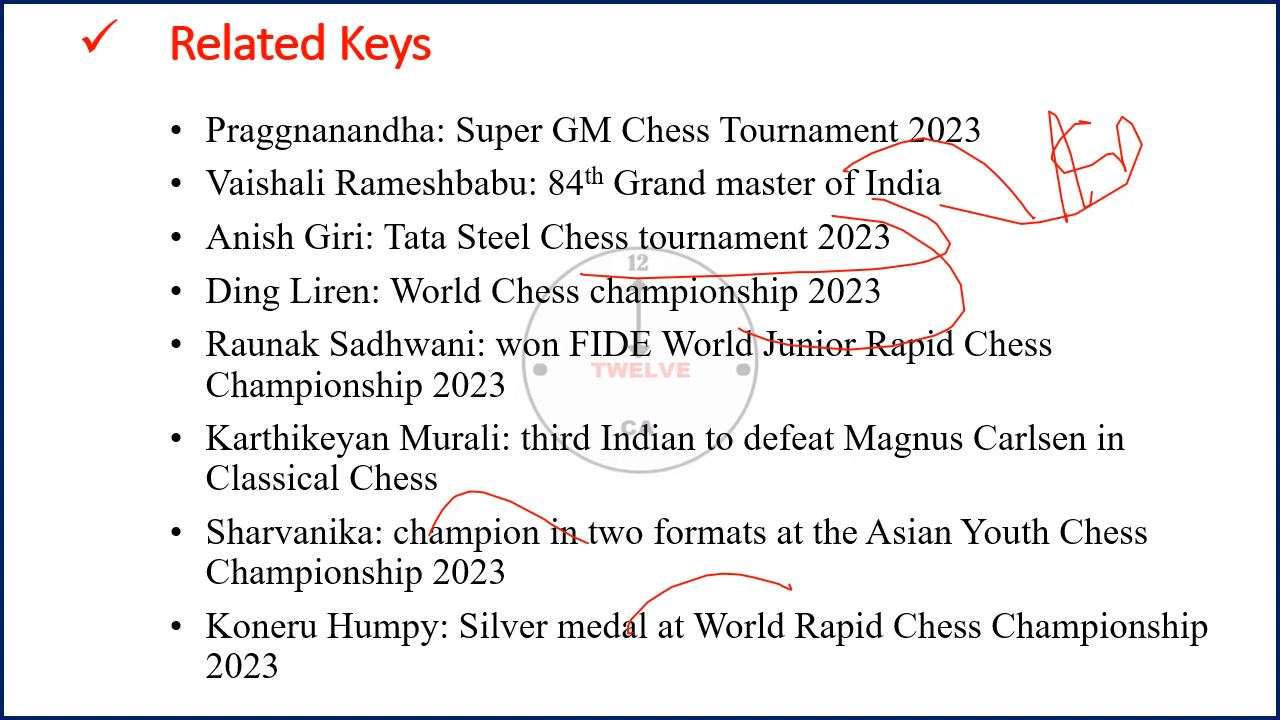 ✓ Related Keys
• Praggnanandha: Super GM Chess Tournament 2023
• Vaishali Rameshbabu: 84th Grand master of India
• Anish Giri: Tata Steel Chess tournament 2023
12
• Ding Liren: World Chess championship 2023
• Raunak Sadhwani: won FIDE World Junior Rapid Chess
TWELVE
Championship 2023
CA
• Karthikeyan Murali: third Indian to defeat Magnus Carlsen in
Classical Chess
• Sharvanika: champion in two formats at the Asian Youth Chess
Championship 2023
• Koneru Humpy: Silver medal at World Rapid Chess Championship
2023